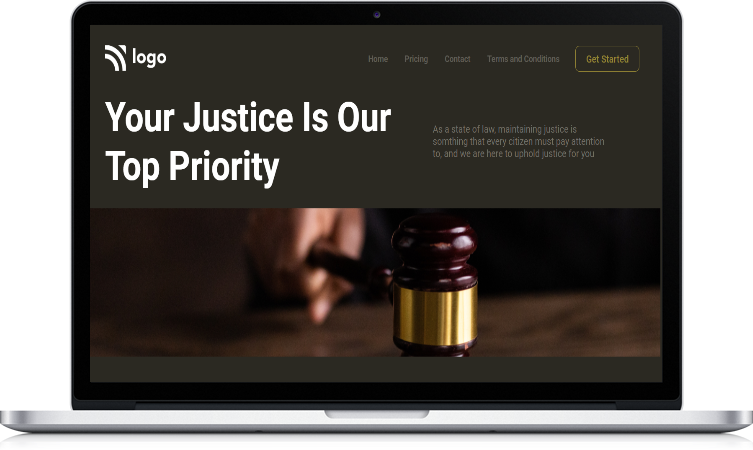 logo
Home Pricing Contact Terms and Conditions Get Started
Your Justice Is Our
Top Priority
As a state of law, maintaining justice is
somthing that every citizen must pay attention
to, and we are here to uphold justice for you